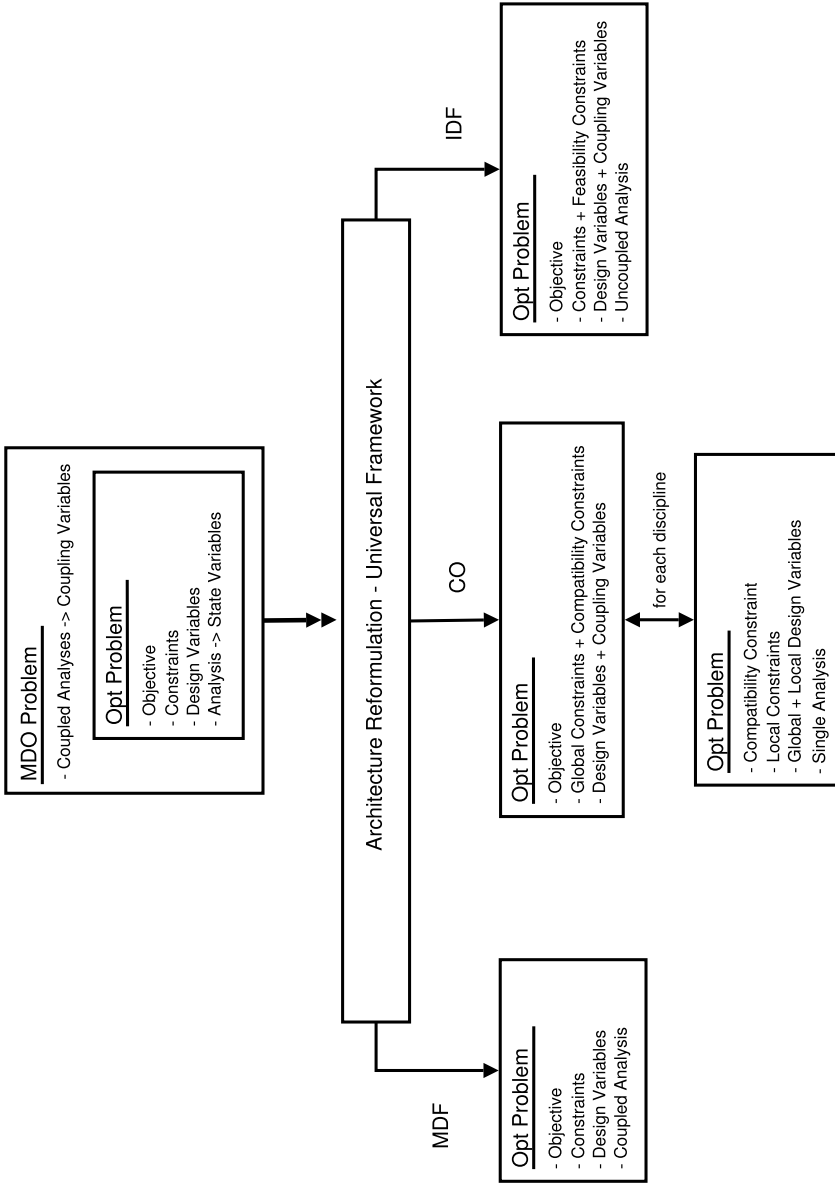 MDO Problem
- Coupled Analyses -> Coupling Variables
Opt Problem
- Objective
- Constraints
- Design Variables
- Analysis -> State Variables
Architecture Reformulation - Universal Framework
MDF
CO
IDF
Opt Problem
- Objective
- Constraints
- Design Variables
- Coupled Analysis
Opt Problem
- Objective
- Global Constraints + Compatibility Constraints
- Design Variables + Coupling Variables
Opt Problem
- Objective
- Constraints + Feasibility Constraints
- Design Variables + Coupling Variables
- Uncoupled Analysis
for each discipline
Opt Problem
- Compatibility Constraint
- Local Constraints
- Global + Local Design Variables
- Single Analysis